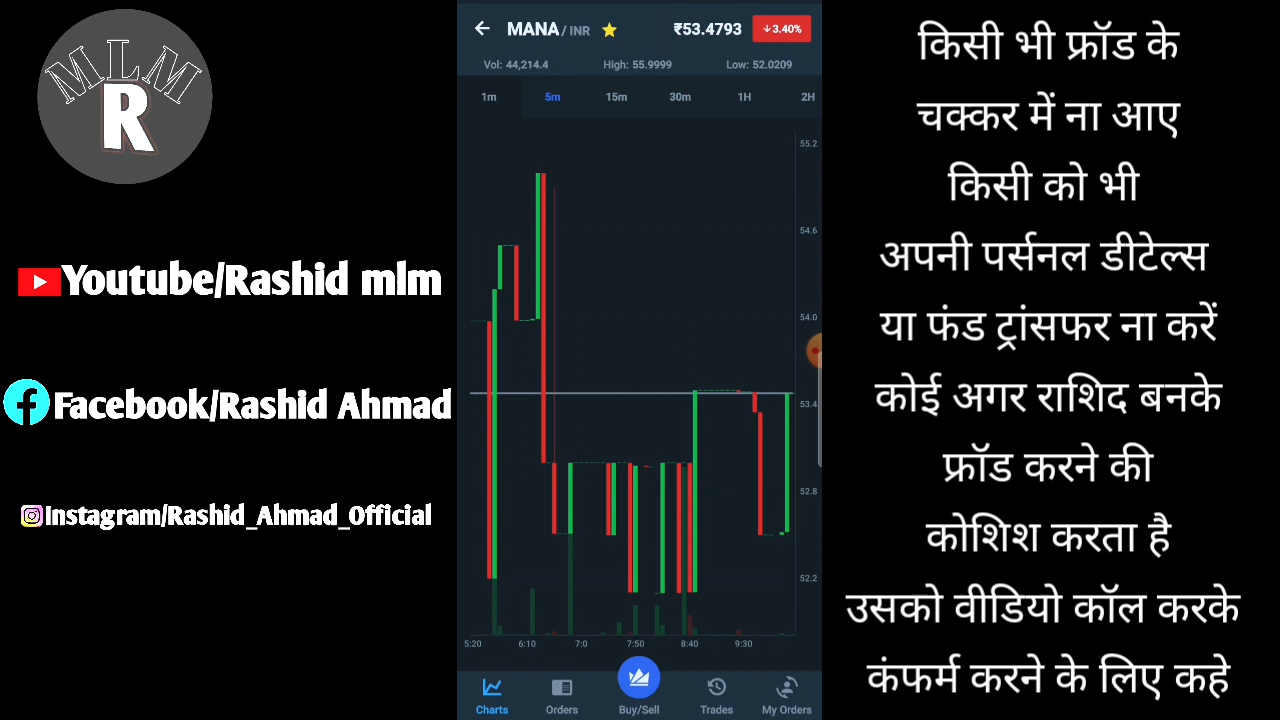 MLM
R
Youtube/Rashid mlm
Facebook/Rashid Ahmad
Instagram/Rashid_Ahmad_Official
MANA / INR ₹53.4793 3.40%
Vol: 44,214.4 High: 55.9999 Low: 52.0209
1m 5m 15m 30m 1H 2H
55.2
54.6
54.0
53.4
52.8
52.2
5:20 6:10 7:0 7:50 8:40 9:30
Charts Orders Buy/Sell Trades My Orders
किसी भी फ्रॉड के
चक्कर में ना आए
किसी को भी
अपनी पर्सनल डीटेल्स
या फंड ट्रांसफर ना करें
कोई अगर राशिद बनके
फ्रॉड करने की
कोशिश करता है
उसको वीडियो कॉल करके
कंफर्म करने के लिए कहे